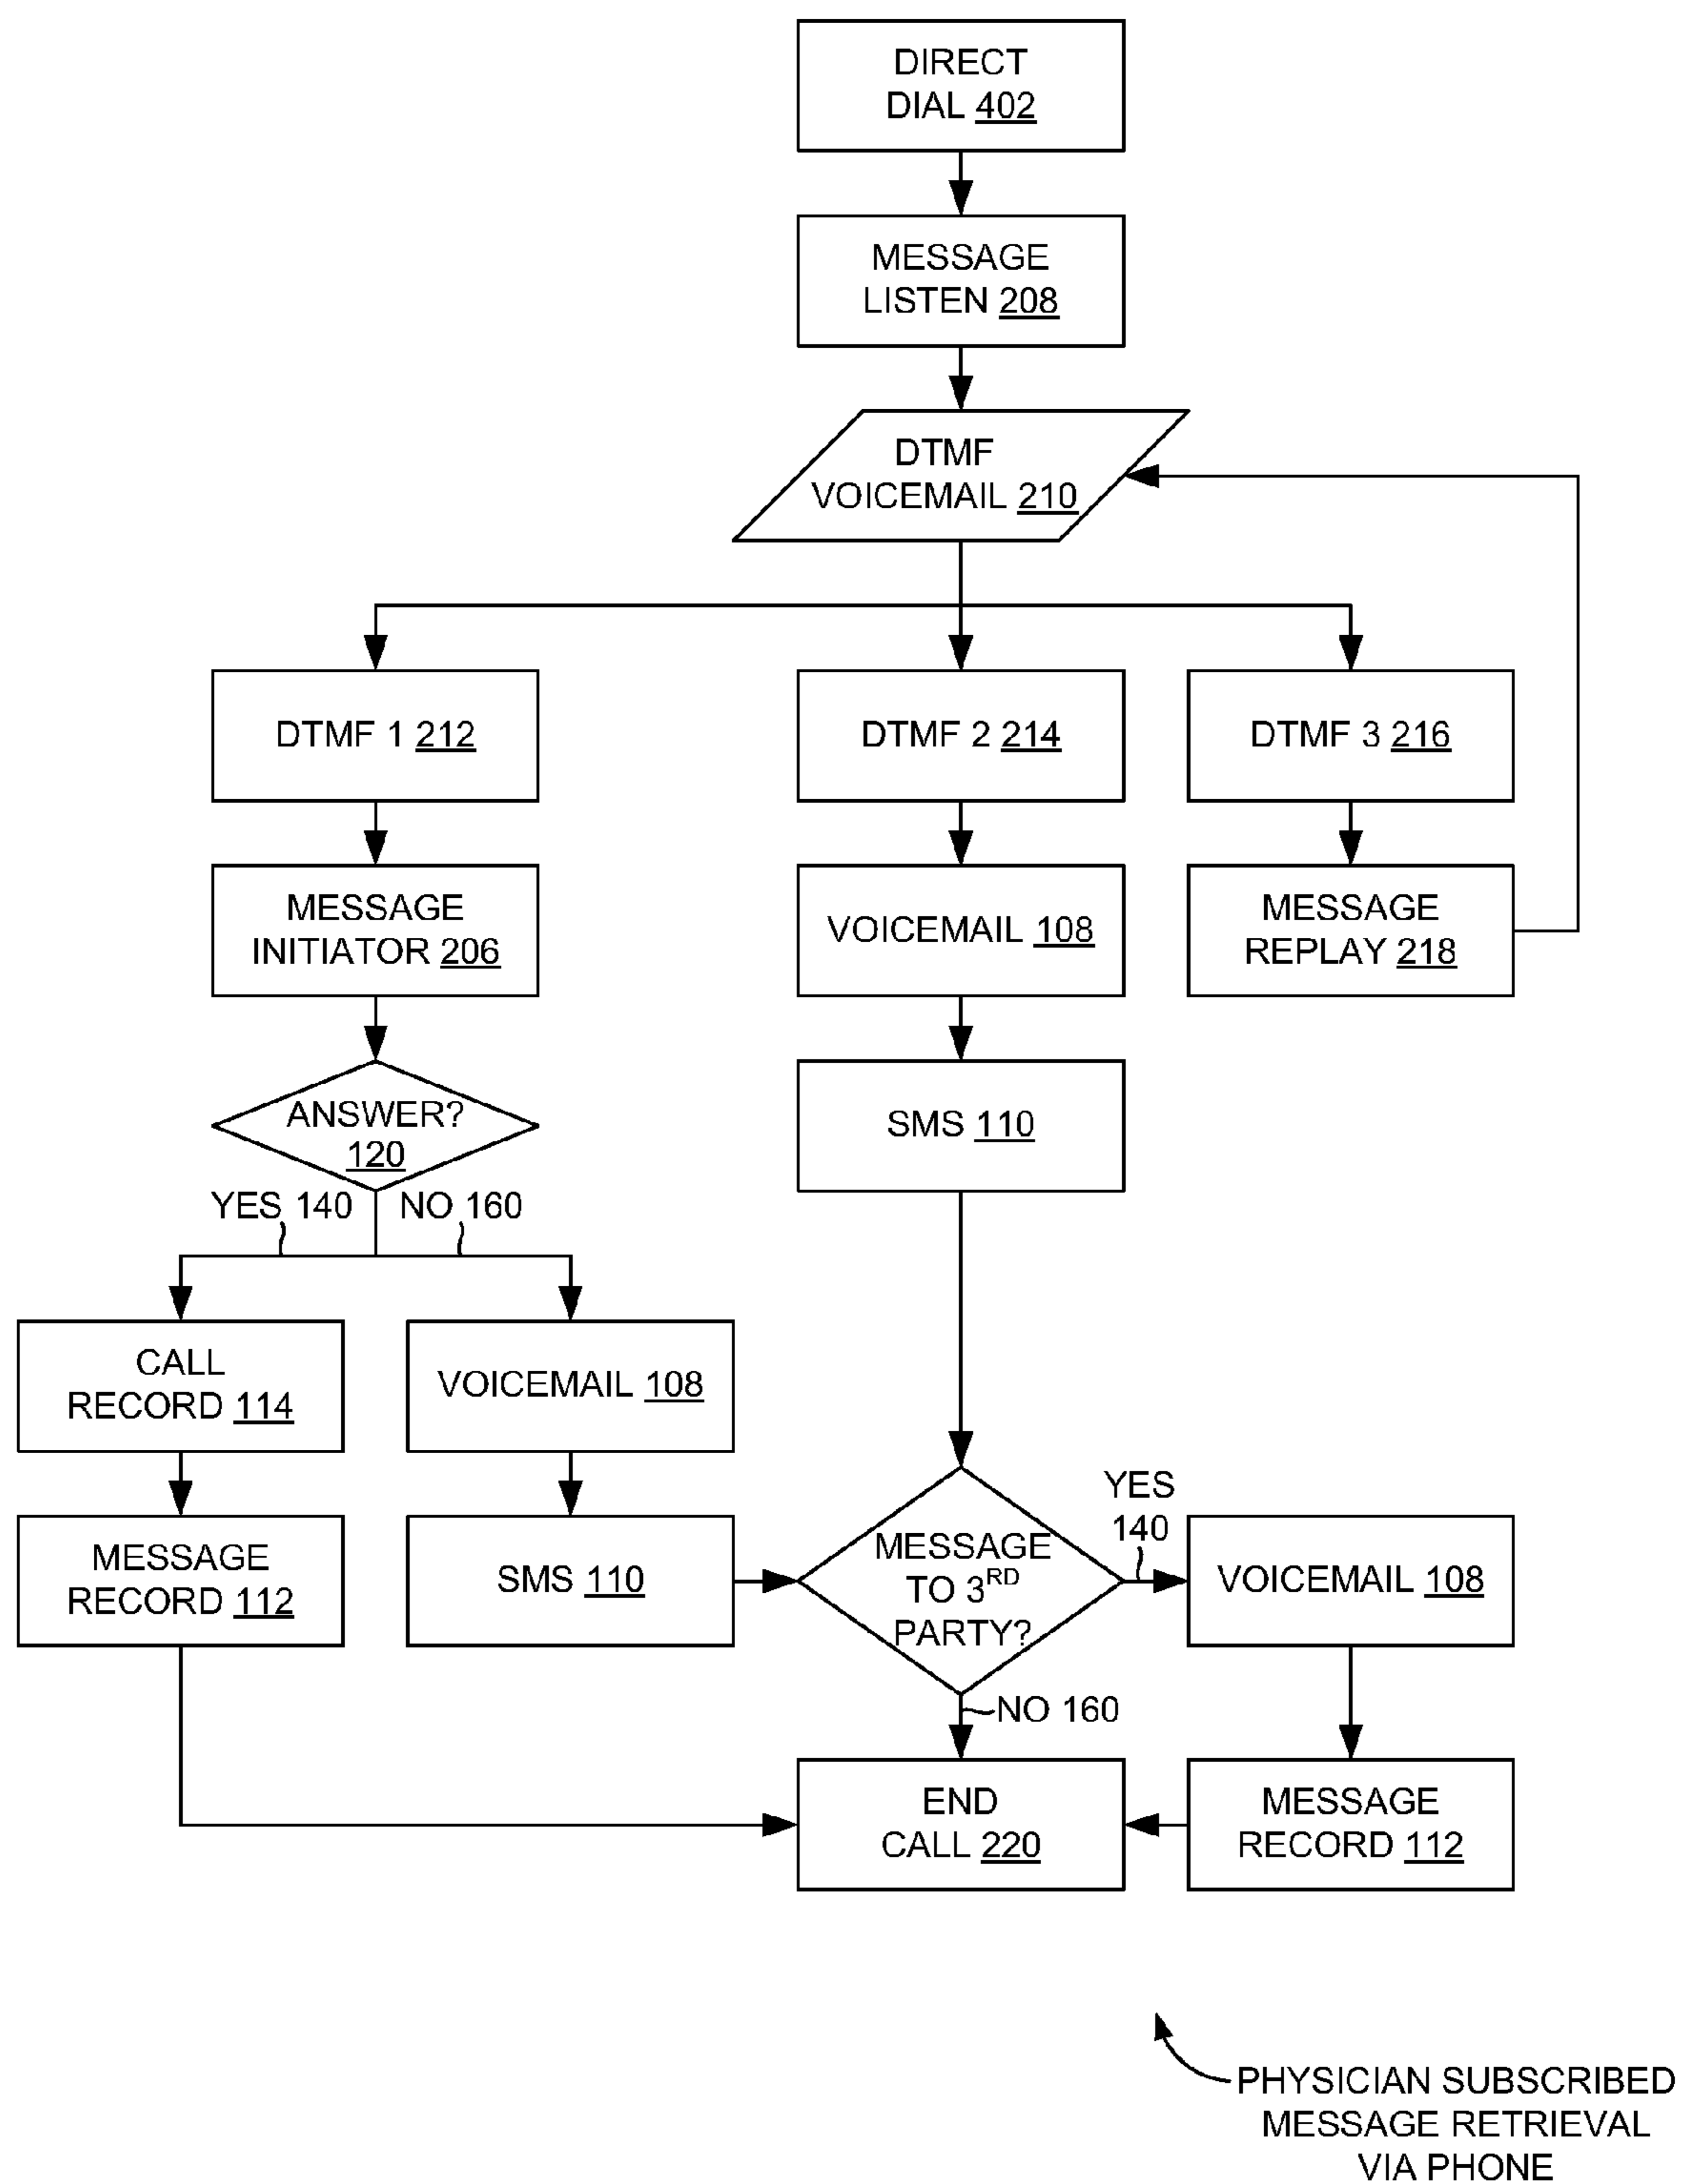 DIRECT
DIAL 402
MESSAGE
LISTEN 208
DTMF
VOICEMAIL 210
DTMF 1 212
DTMF 2 214
DTMF 3 216
MESSAGE
INITIATOR 206
VOICEMAIL 108
MESSAGE
REPLAY 218
ANSWER?
120
SMS 110
YES 140
NO 160
CALL
RECORD 114
VOICEMAIL 108
MESSAGE
RECORD 112
SMS 110
MESSAGE
TO 3RD
PARTY?
YES
140
VOICEMAIL 108
NO 160
END
CALL 220
MESSAGE
RECORD 112
PHYSICIAN SUBSCRIBED
MESSAGE RETRIEVAL
VIA PHONE